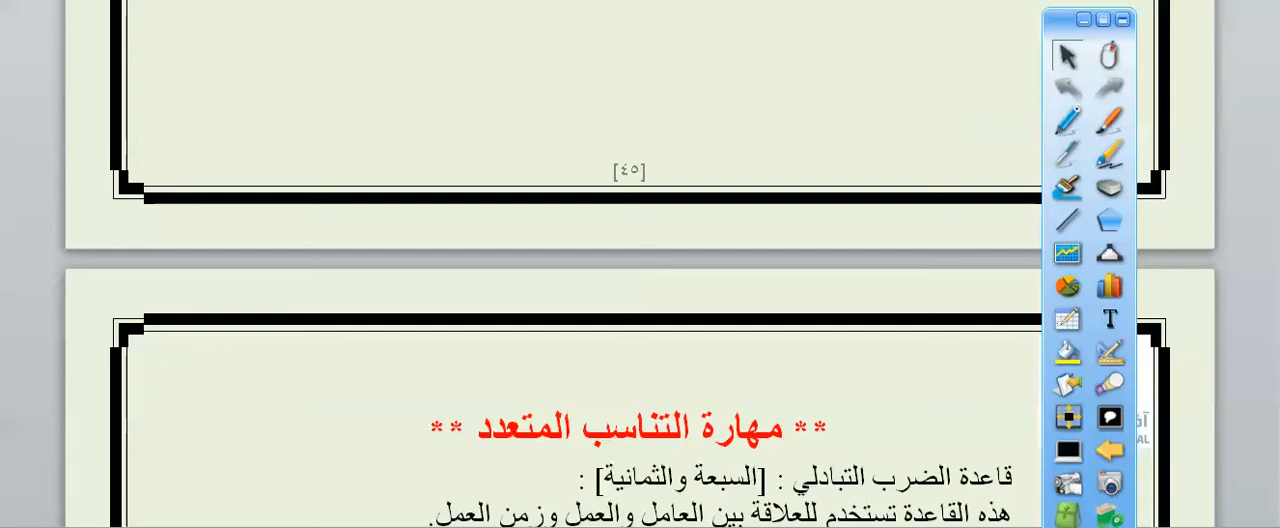 [٤٥]
** مهارة التناسب المتعدد **
قاعدة الضرب التبادلي : [السبعة والثمانية] :
هذه القاعدة تستخدم للعلاقة بين العامل والعمل وزمن العمل.